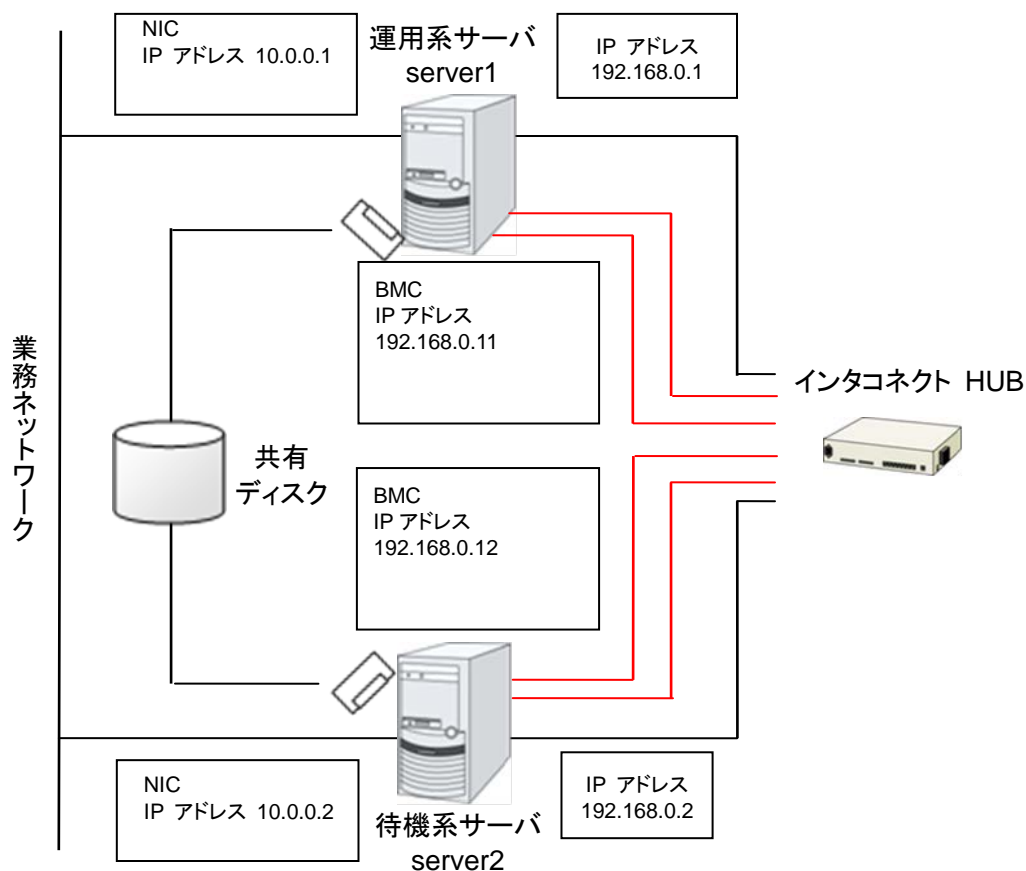 NIC
IP アドレス 10.0.0.1
運用系サーバ
server1
IP アドレス
192.168.0.1
BMC
IP アドレス
192.168.0.11
業務ネットワーク
インタコネクト HUB
共有
ディスク
BMC
IP アドレス
192.168.0.12
NIC
IP アドレス 10.0.0.2
待機系サーバ
server2
IP アドレス
192.168.0.2